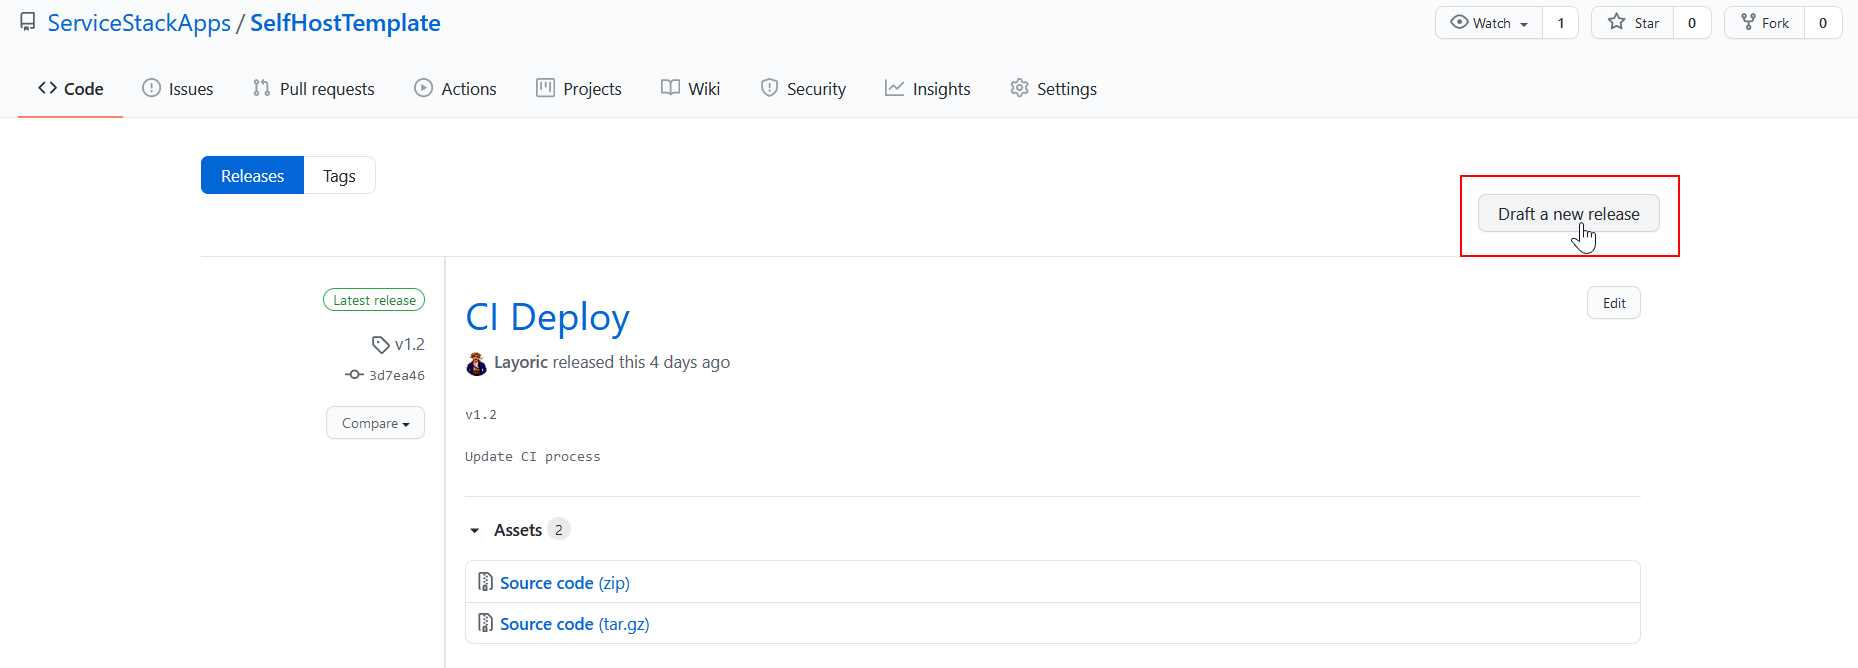 ServiceStackApps / SelfHostTemplate
Watch 1 Star 0 Fork 0
Code Issues Pull requests Actions Projects Wiki Security Insights Settings
Releases Tags
Draft a new release
Latest release
v1.2
3d7ea46
Compare
CI Deploy
Edit
Layoric released this 4 days ago
v1.2
Update CI process
Assets 2
Source code (zip)
Source code (tar.gz)